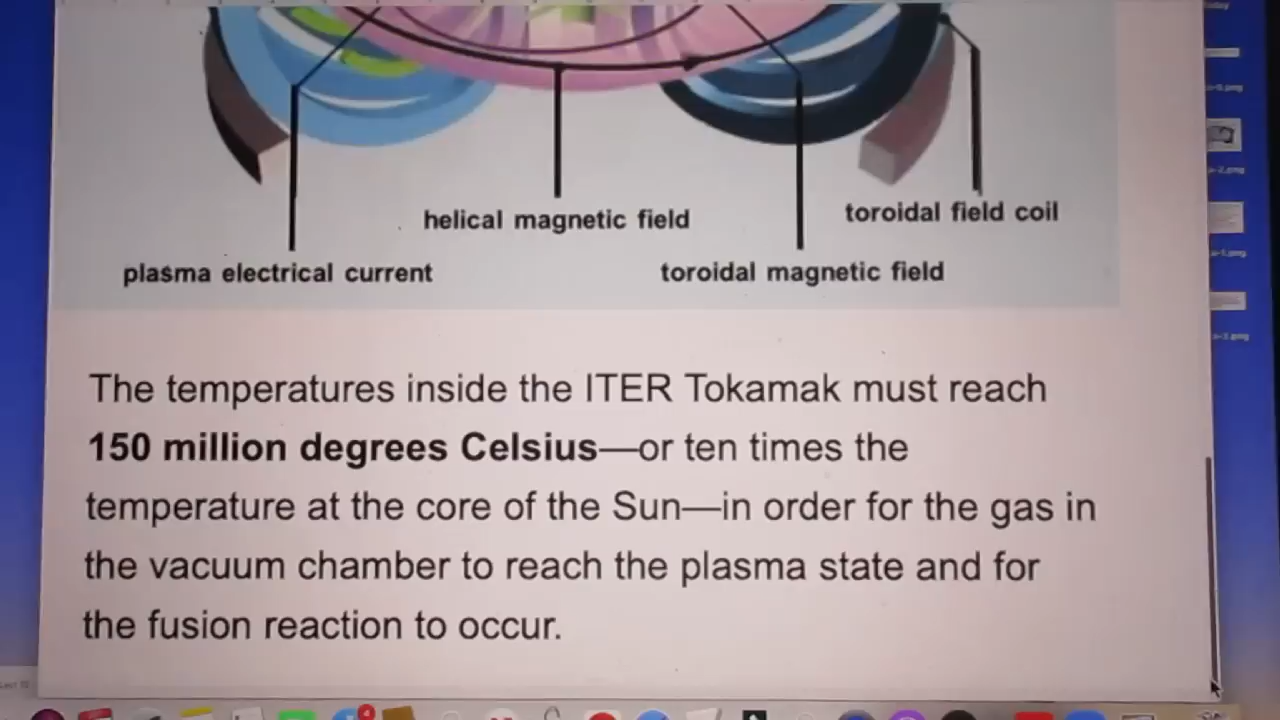 helical magnetic field
toroidal field coil
plasma electrical current
toroidal magnetic field
The temperatures inside the ITER Tokamak must reach
150 million degrees Celsius—or ten times the
temperature at the core of the Sun—in order for the gas in
the vacuum chamber to reach the plasma state and for
the fusion reaction to occur.